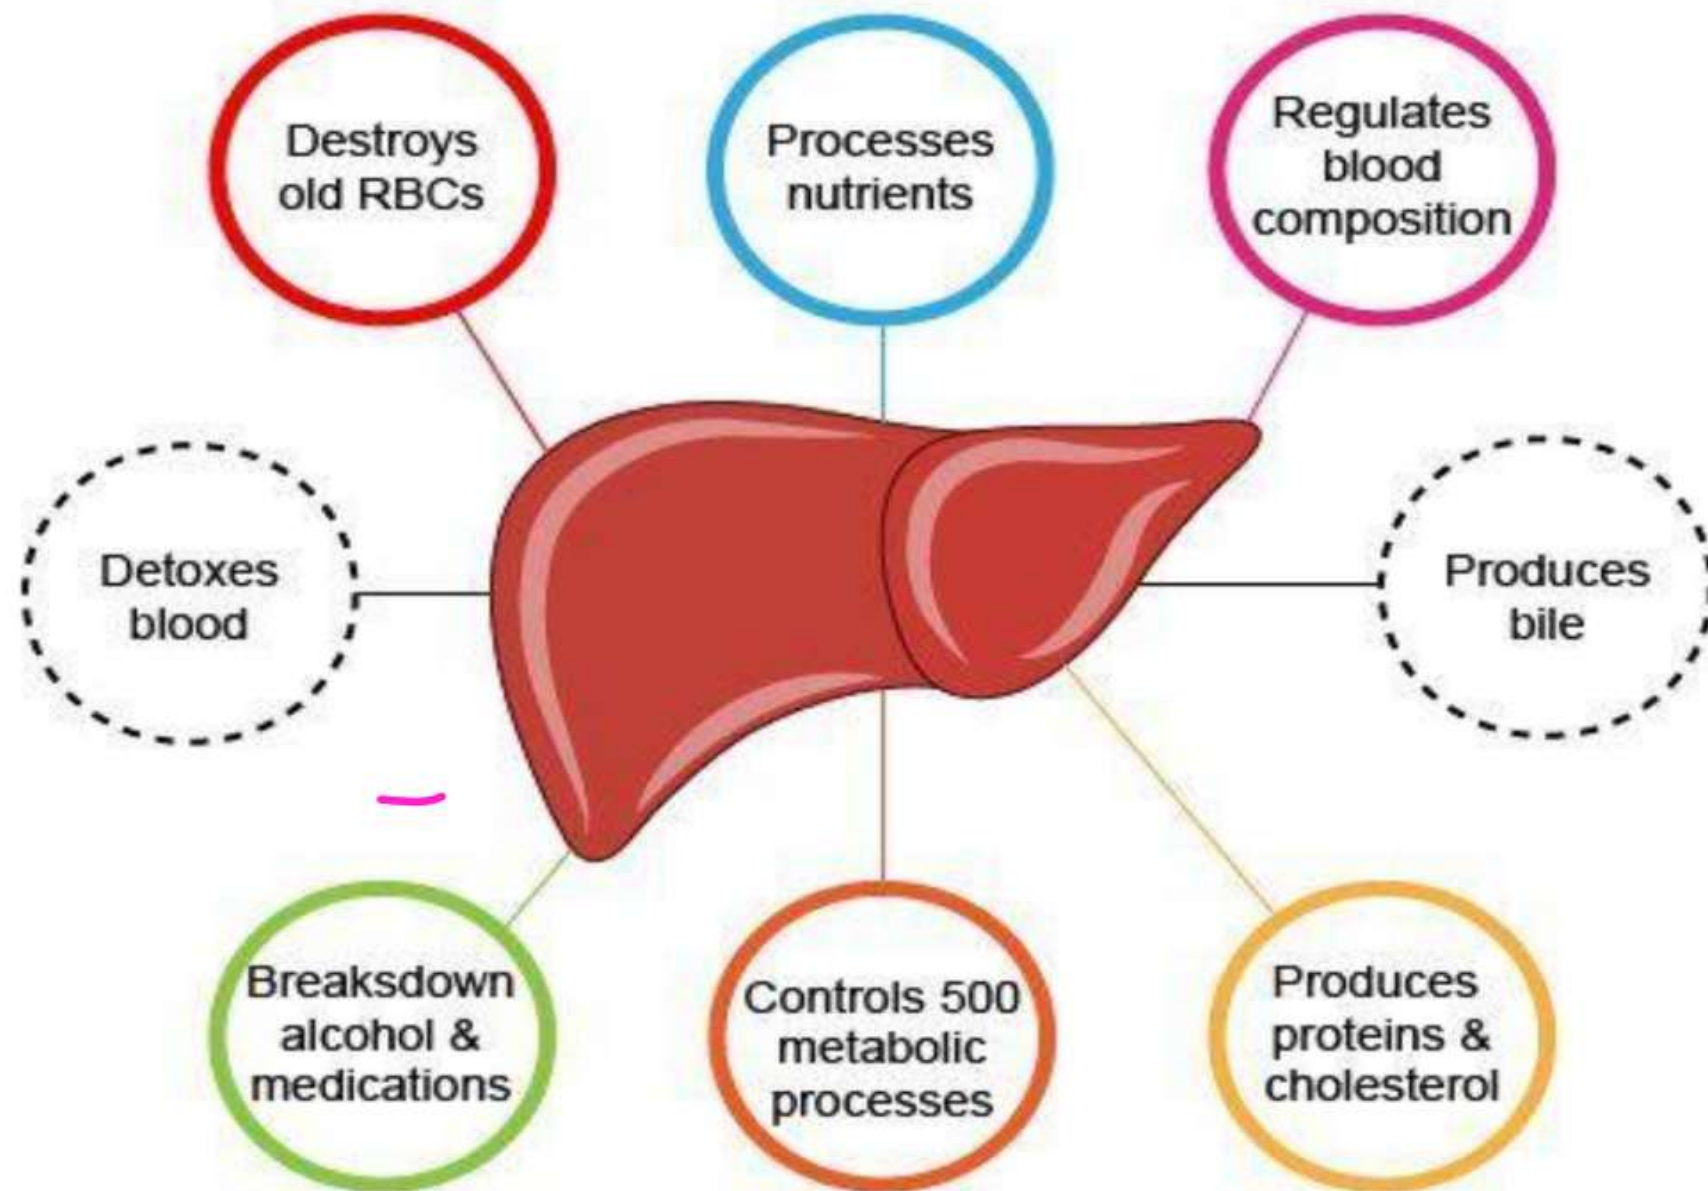 Destroys
old RBCs
Processes
nutrients
Regulates
blood
composition
Detoxes
blood
Produces
bile
Breaksdown
alcohol &
medications
Controls 500
metabolic
processes
Produces
proteins &
cholesterol